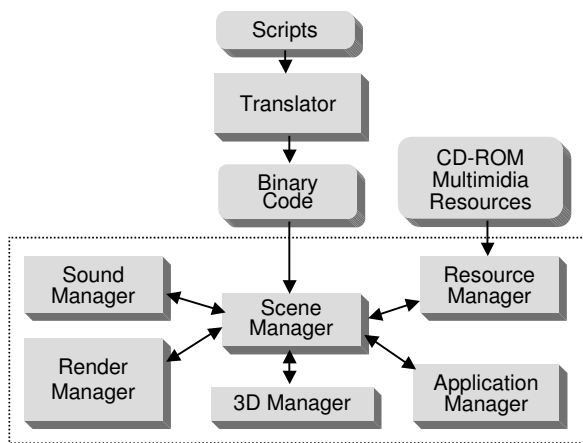 Scripts
Translator
Binary
Code
CD-ROM
Multimidia
Resources
Sound
Manager
Scene
Manager
Resource
Manager
Render
Manager
3D Manager
Application
Manager